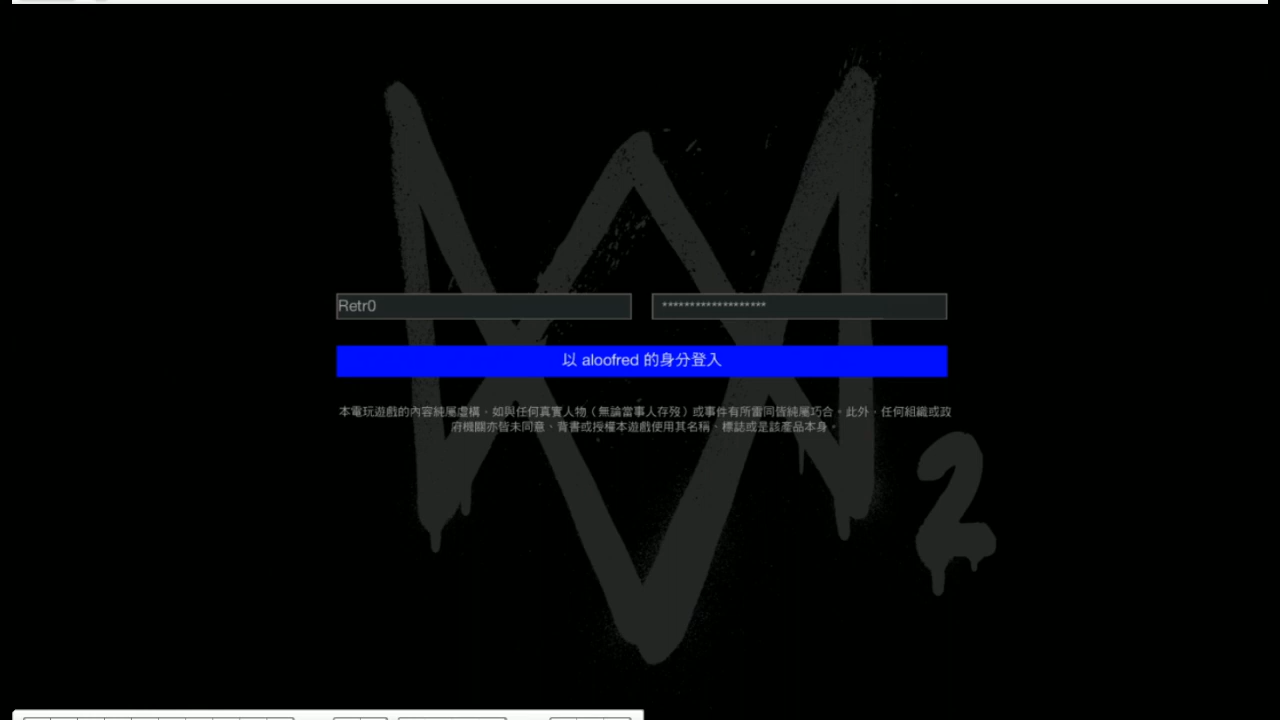 Retr0
*******************
以 aloofred 的身分登入
本電玩遊戲的內容純屬虛構，如與任何真實人物（無論當事人存歿）或事件有所雷同皆純屬巧合。此外，任何組織或政
府機關亦皆未同意、背書或授權本遊戲使用其名稱、標誌或是該產品本身。
2